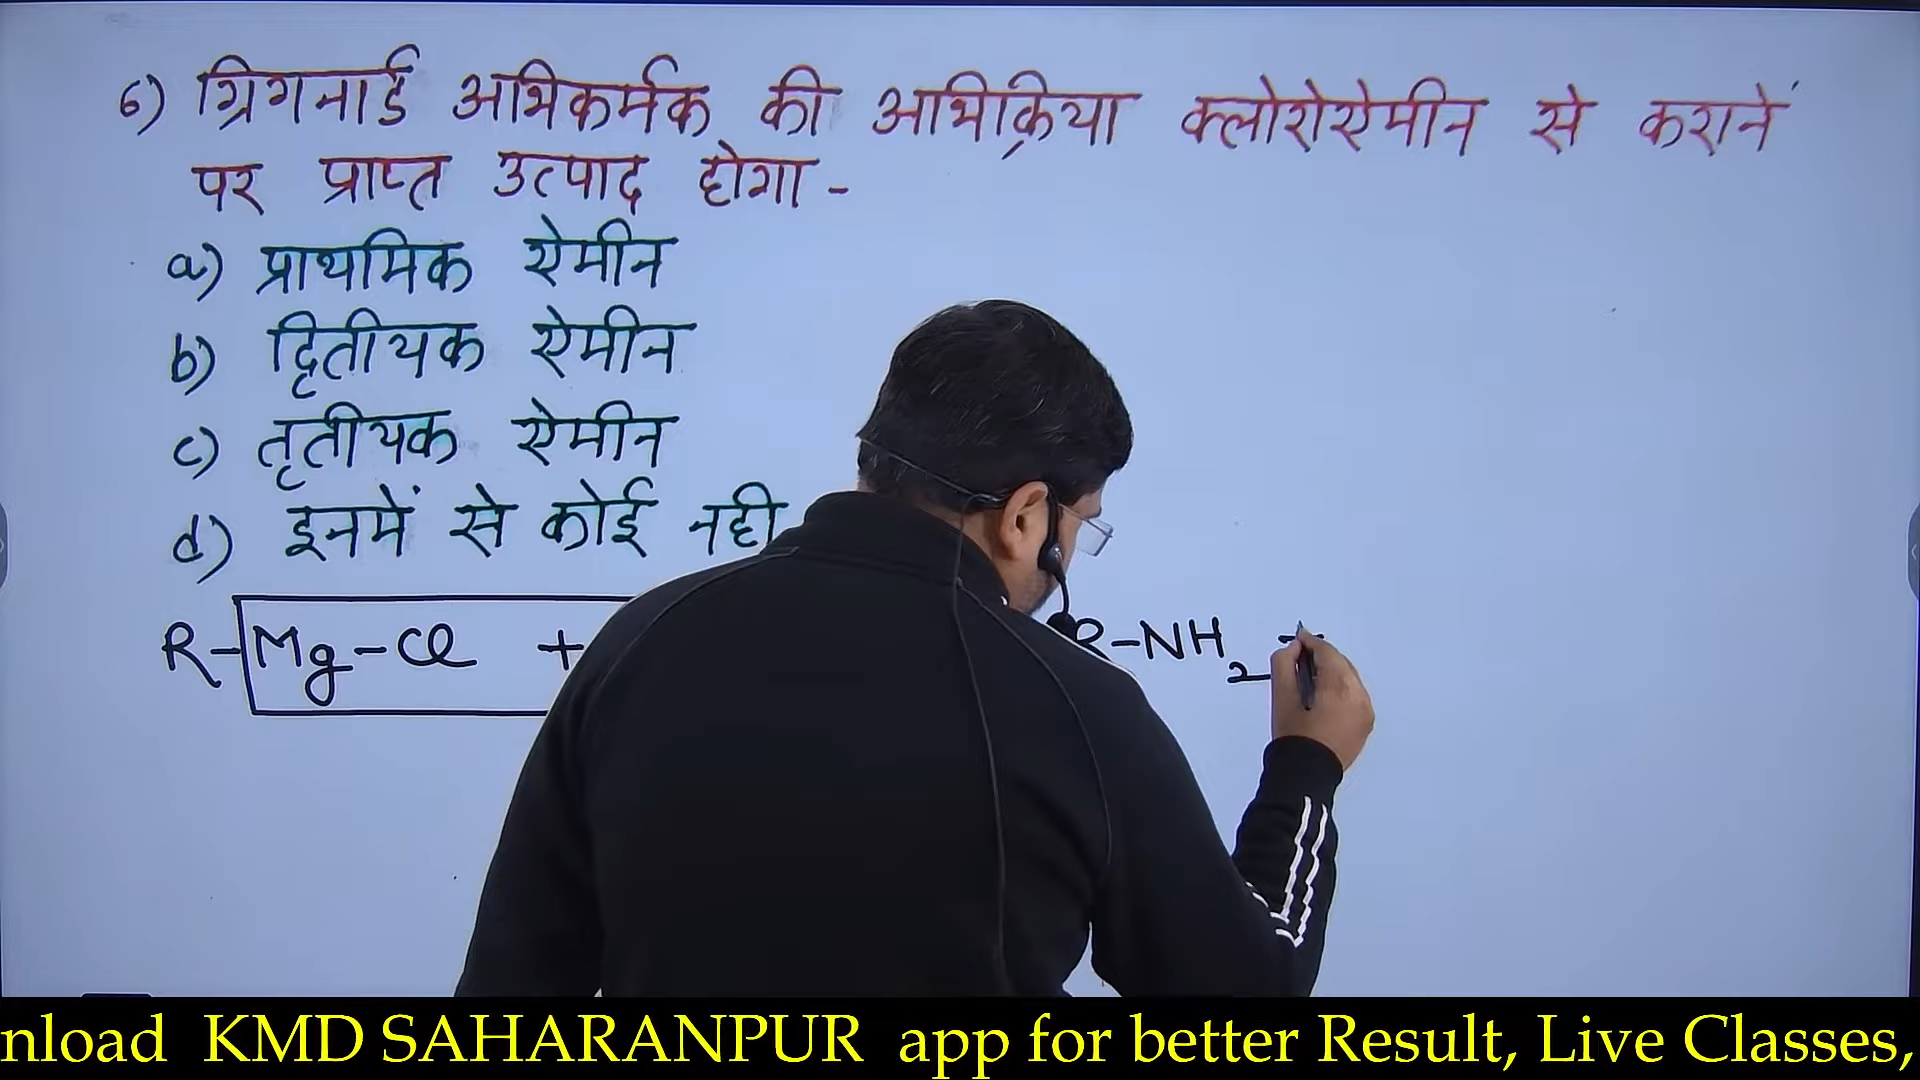 6) ग्रिगनार्ड अभिकर्मक की अभिक्रिया क्लोरोऐमीन से करानें
पर प्राप्त उत्पाद होगा -
a) प्राथमिक ऐमीन
b) द्वितीयक ऐमीन
c) तृतीयक ऐमीन
d) इनमें से कोई नही
R-Mg-Cl + R-NH₂
nload KMD SAHARANPUR app for better Result, Live Classes,